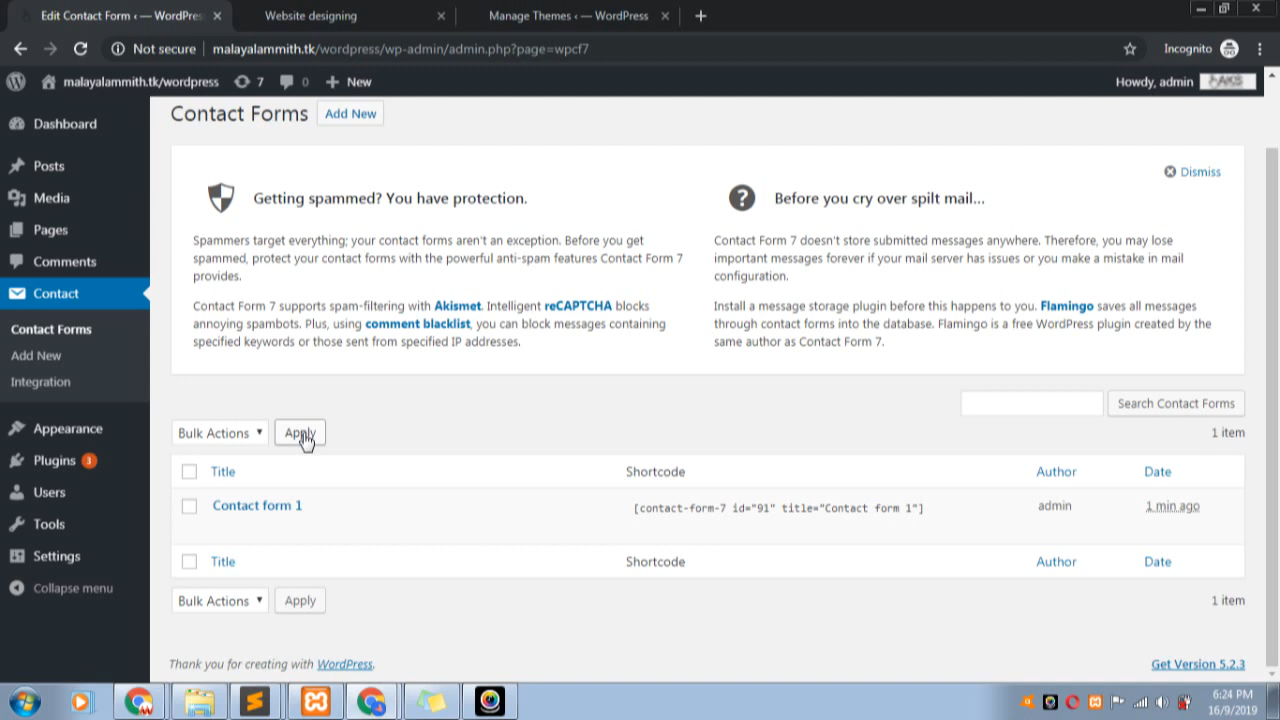 Edit Contact Form ‹ — WordPres
Website designing
Manage Themes ‹ — WordPress
Not secure
malayalammith.tk/wordpress/wp-admin/admin.php?page=wpcf7
Incognito
malayalammith.tk/wordpress
7
0
New
Howdy, admin
Dashboard
Posts
Media
Pages
Comments
Contact
Contact Forms
Add New
Integration
Appearance
Plugins 3
Users
Tools
Settings
Collapse menu
Contact Forms
Add New
Dismiss
Getting spammed? You have protection.
Spammers target everything; your contact forms aren't an exception. Before you get
spammed, protect your contact forms with the powerful anti-spam features Contact Form 7
provides.
Contact Form 7 supports spam-filtering with Akismet. Intelligent reCAPTCHA blocks
annoying spambots. Plus, using comment blacklist, you can block messages containing
specified keywords or those sent from specified IP addresses.
Before you cry over spilt mail…
Contact Form 7 doesn't store submitted messages anywhere. Therefore, you may lose
important messages forever if your mail server has issues or you make a mistake in mail
configuration.
Install a message storage plugin before this happens to you. Flamingo saves all messages
through contact forms into the database. Flamingo is a free WordPress plugin created by the
same author as Contact Form 7.
Search Contact Forms
Bulk Actions
Apply
1 item
Title
Shortcode
Author
Date
Contact form 1
[contact-form-7 id="91" title="Contact form 1"]
admin
1 min ago
Title
Shortcode
Author
Date
Bulk Actions
Apply
1 item
Thank you for creating with WordPress.
Get Version 5.2.3
6:24 PM
16/9/2019